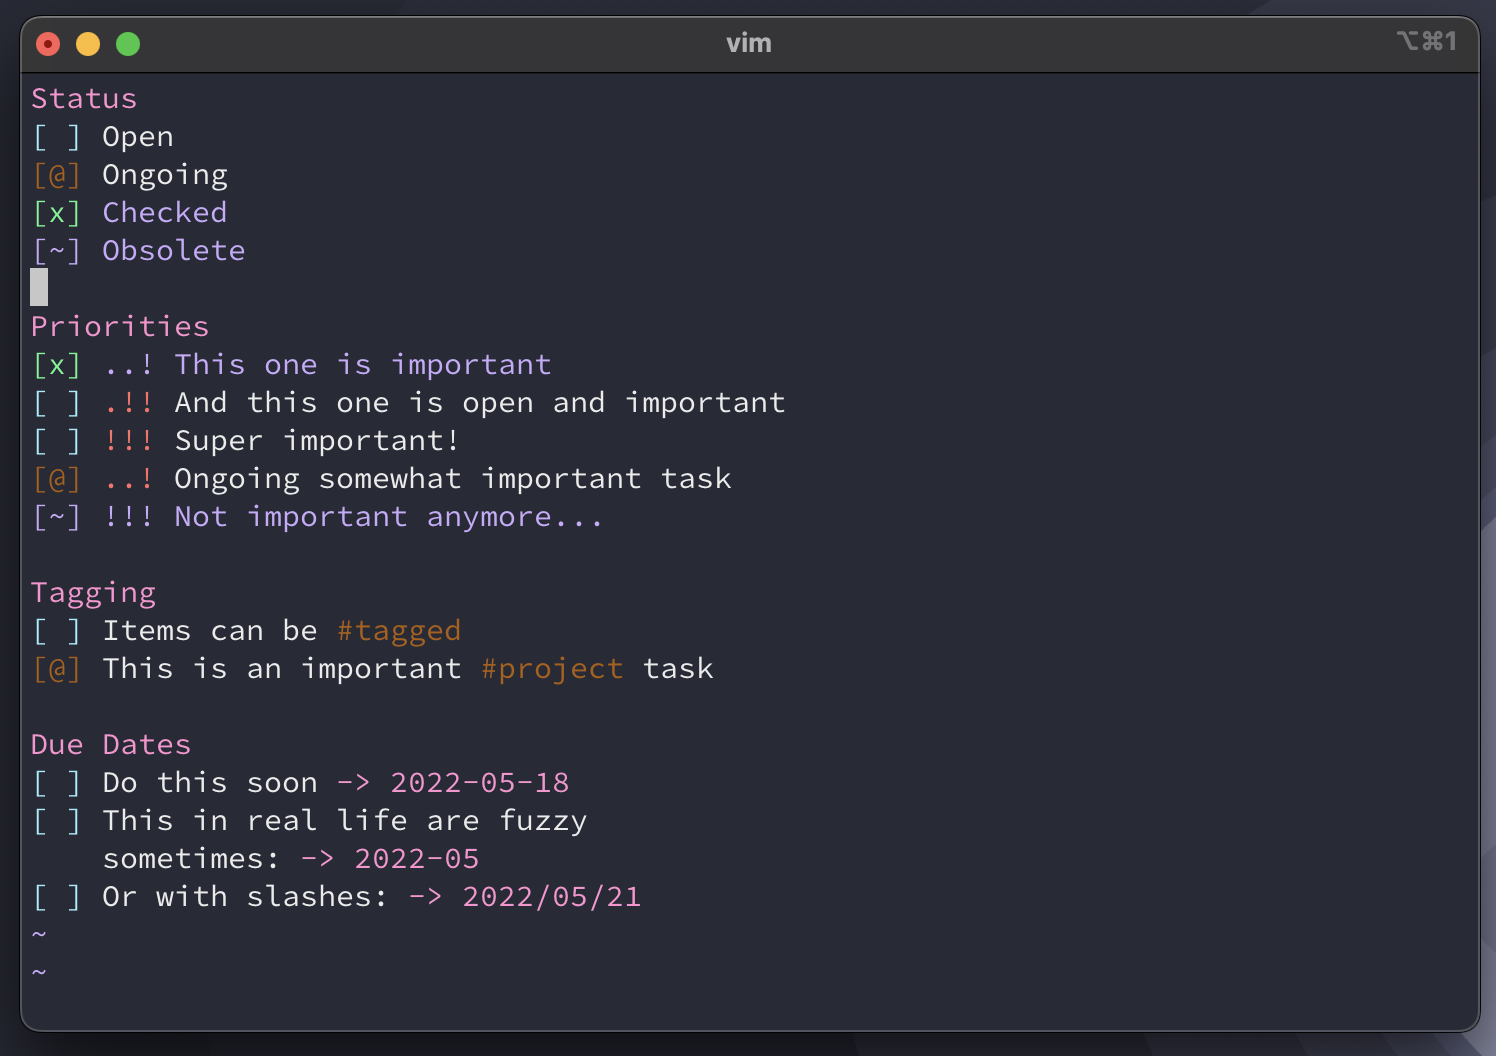 vim
⌥⌘1
Status
[ ] Open
[@] Ongoing
[x] Checked
[~] Obsolete
Priorities
[x] ..! This one is important
[ ] .!! And this one is open and important
[ ] !!! Super important!
[@] ..! Ongoing somewhat important task
[~] !!! Not important anymore...
Tagging
[ ] Items can be #tagged
[@] This is an important #project task
Due Dates
[ ] Do this soon -> 2022-05-18
[ ] This in real life are fuzzy
    sometimes: -> 2022-05
[ ] Or with slashes: -> 2022/05/21
~
~